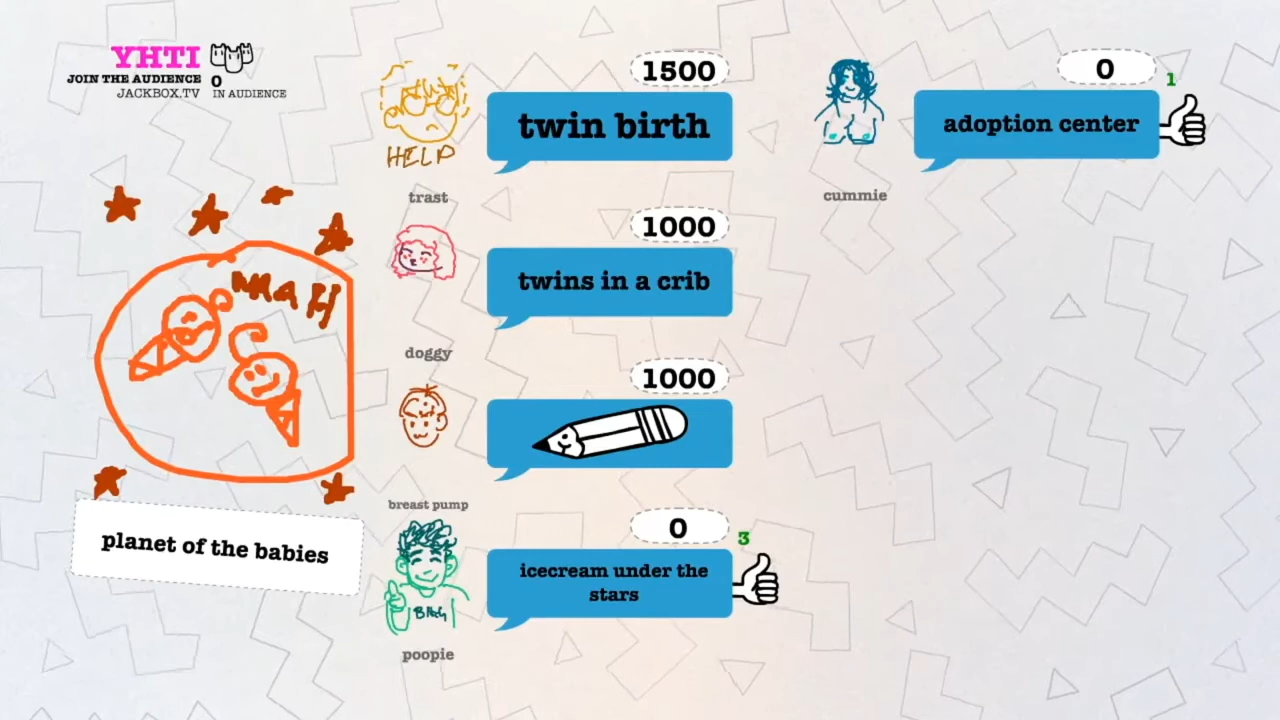 YHTI
JOIN THE AUDIENCE
JACKBOX.TV
0
IN AUDIENCE
1500
twin birth
HELP
trast
0
1
adoption center
cummie
1000
twins in a crib
doggy
WAH
planet of the babies
1000
breast pump
0
3
icecream under the
stars
poopie